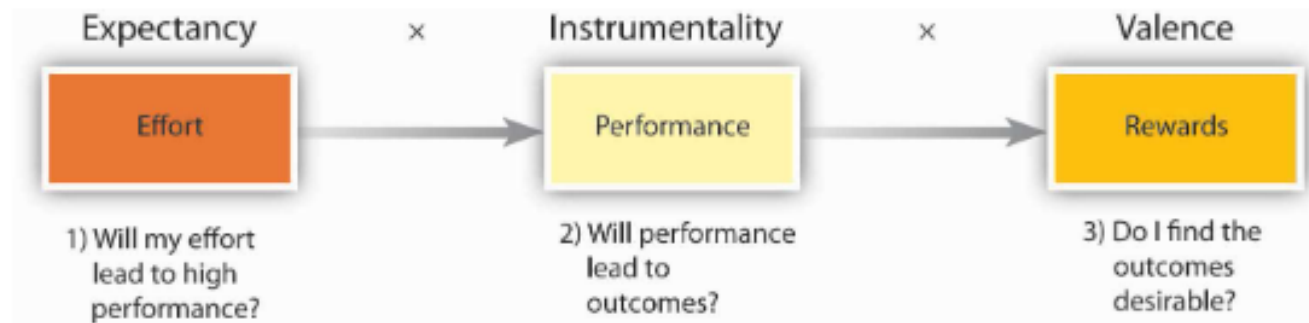 Expectancy × Instrumentality × Valence
Effort
Performance
Rewards
1) Will my effort
lead to high
performance?
2) Will performance
lead to
outcomes?
3) Do I find the
outcomes
desirable?